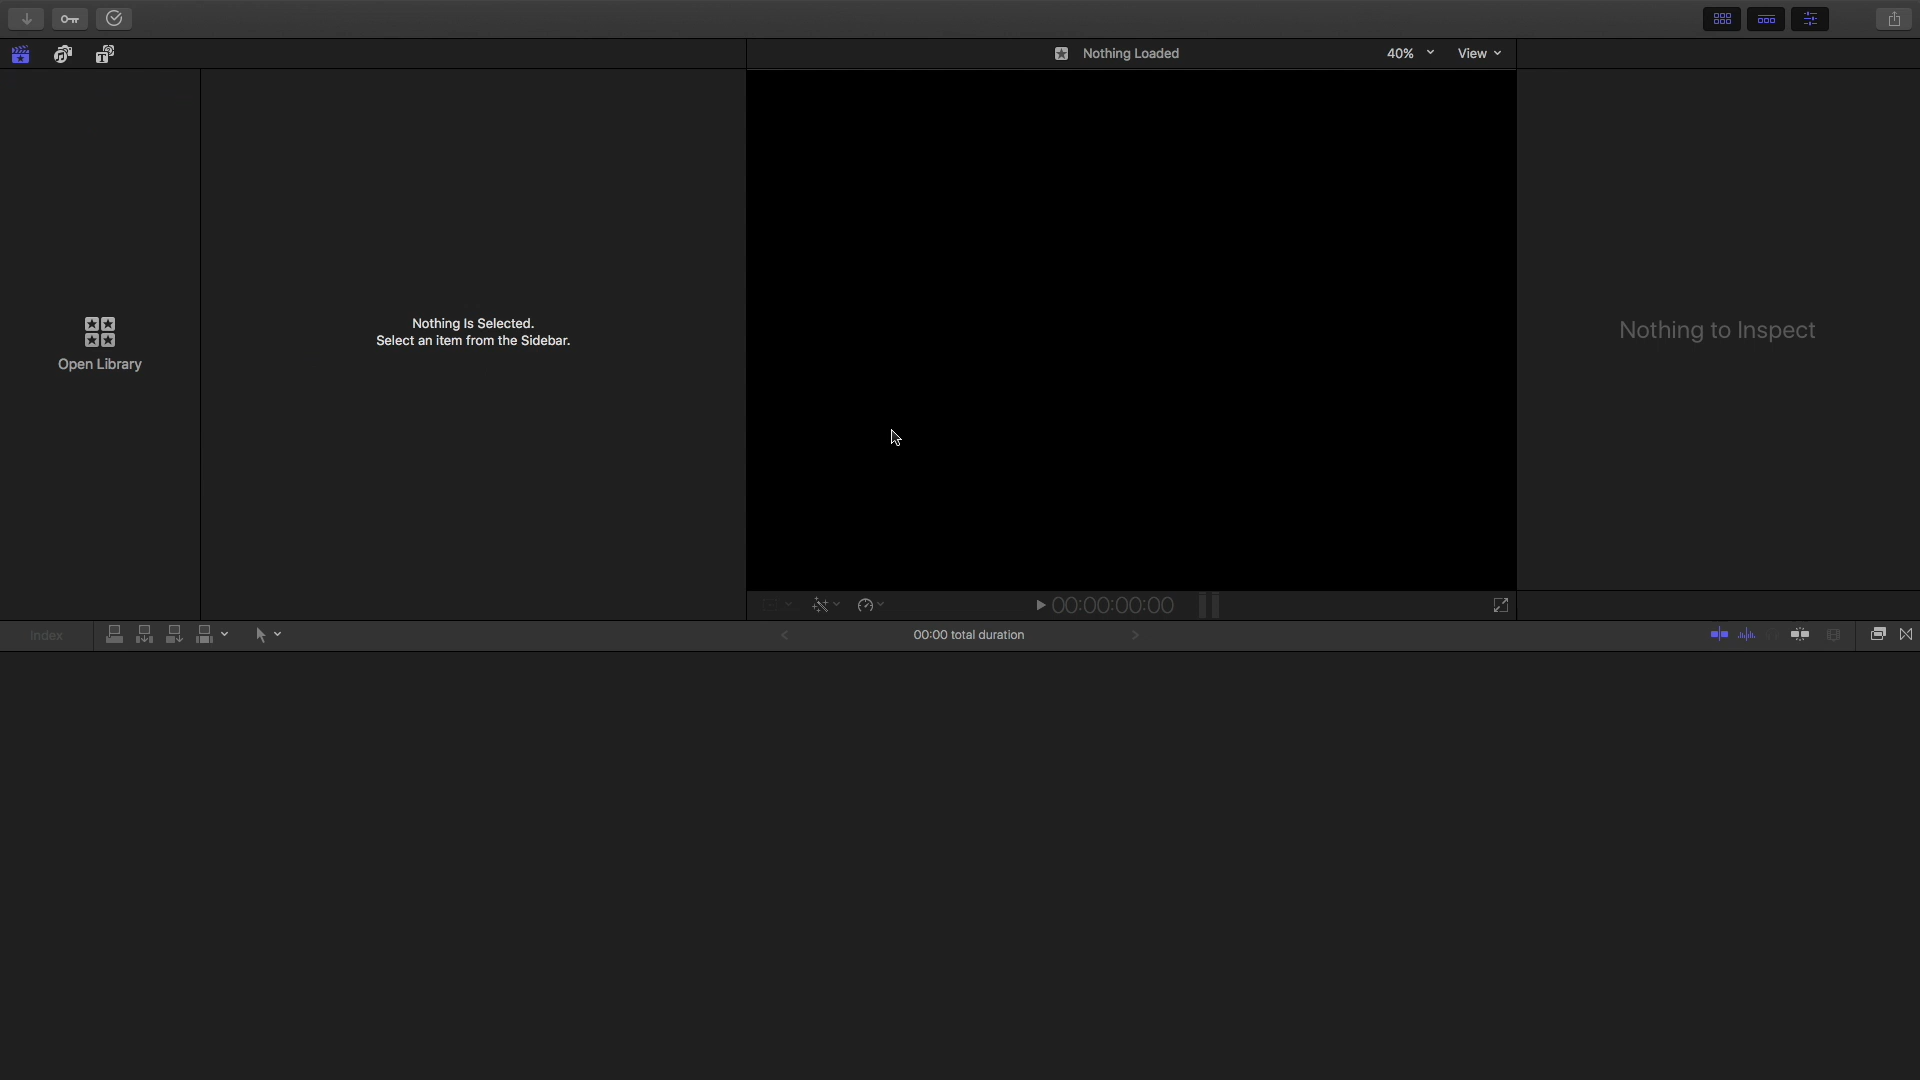 Nothing Loaded
40%
View
Nothing Is Selected.
Select an item from the Sidebar.
Open Library
Nothing to Inspect
00:00:00:00
Index
00:00 total duration